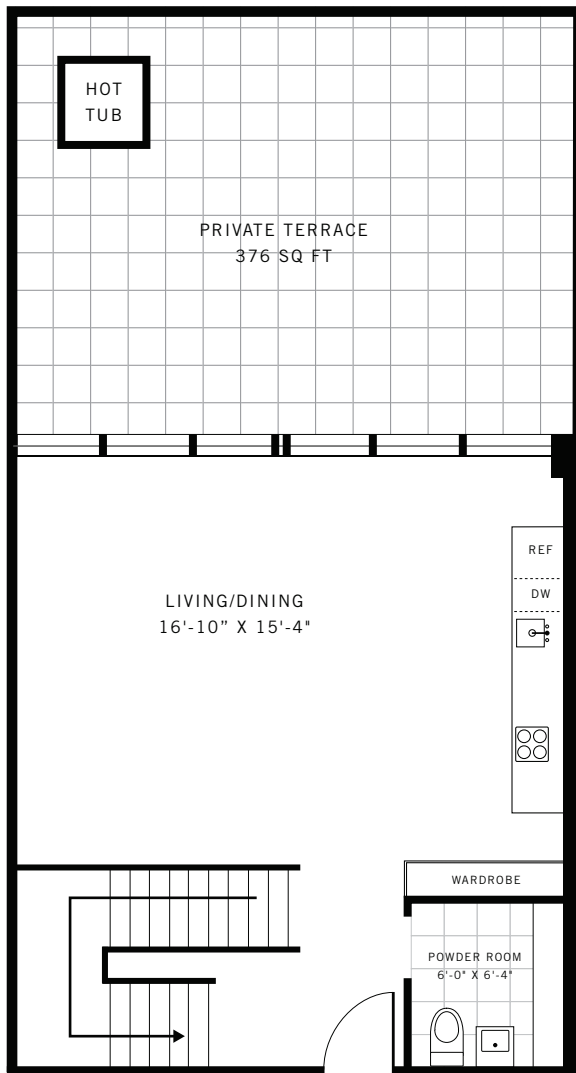 HOT
TUB
PRIVATE TERRACE
376 SQ FT
REF
DW
LIVING/DINING
16'-10” X 15'-4"
WARDROBE
POWDER ROOM
6'-0" X 6'-4"